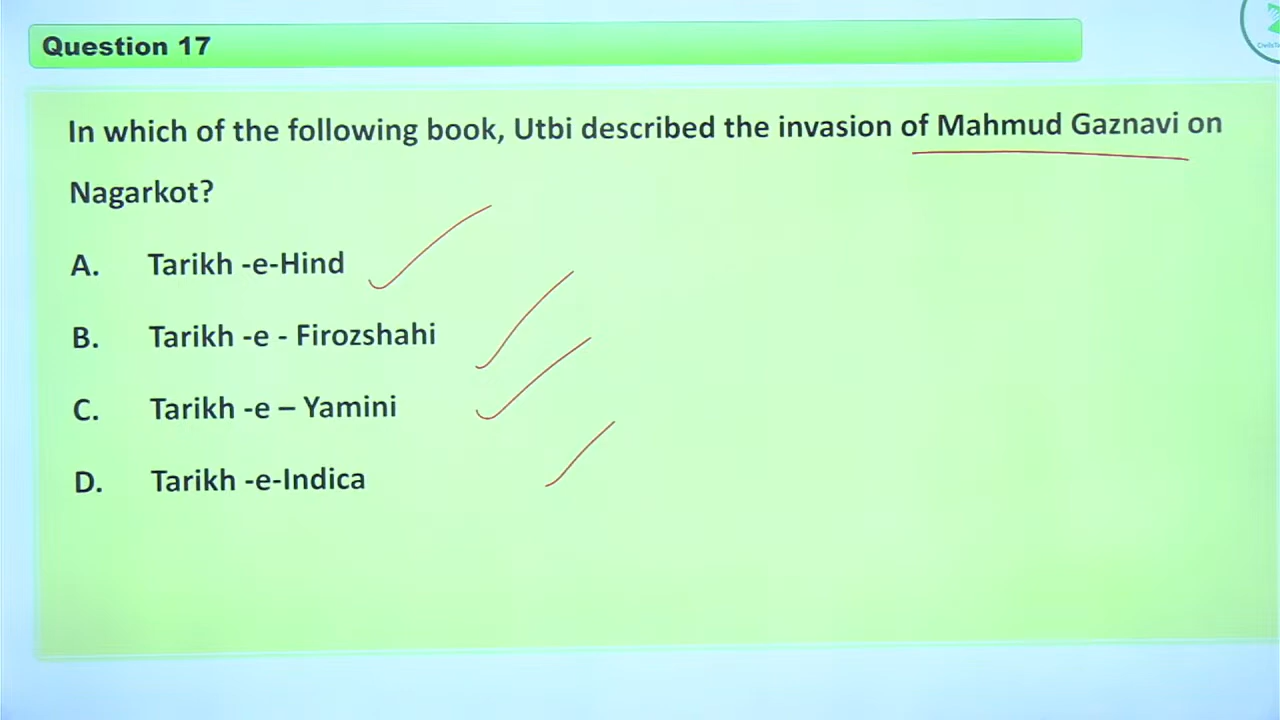 Question 17
In which of the following book, Utbi described the invasion of Mahmud Gaznavi on
Nagarkot?
A. Tarikh -e-Hind
B. Tarikh -e - Firozshahi
C. Tarikh -e – Yamini
D. Tarikh -e-Indica